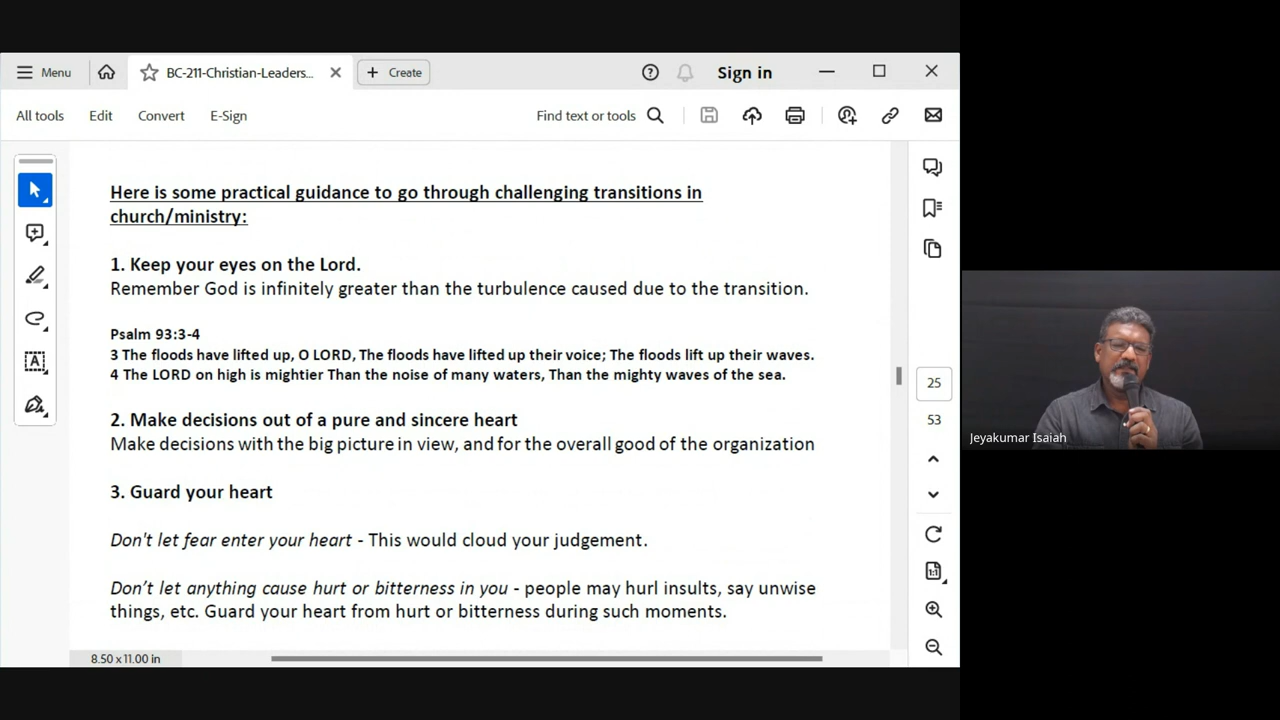 Menu
BC-211-Christian-Leaders...
Create
Sign in
All tools
Edit
Convert
E-Sign
Find text or tools
Here is some practical guidance to go through challenging transitions in
church/ministry:
1. Keep your eyes on the Lord.
Remember God is infinitely greater than the turbulence caused due to the transition.
Psalm 93:3-4
3 The floods have lifted up, O LORD, The floods have lifted up their voice; The floods lift up their waves.
4 The LORD on high is mightier Than the noise of many waters, Than the mighty waves of the sea.
2. Make decisions out of a pure and sincere heart
Make decisions with the big picture in view, and for the overall good of the organization
3. Guard your heart
Don't let fear enter your heart - This would cloud your judgement.
Don’t let anything cause hurt or bitterness in you - people may hurl insults, say unwise
things, etc. Guard your heart from hurt or bitterness during such moments.
8.50 x 11.00 in
25
53
1:1
Jeyakumar Isaiah